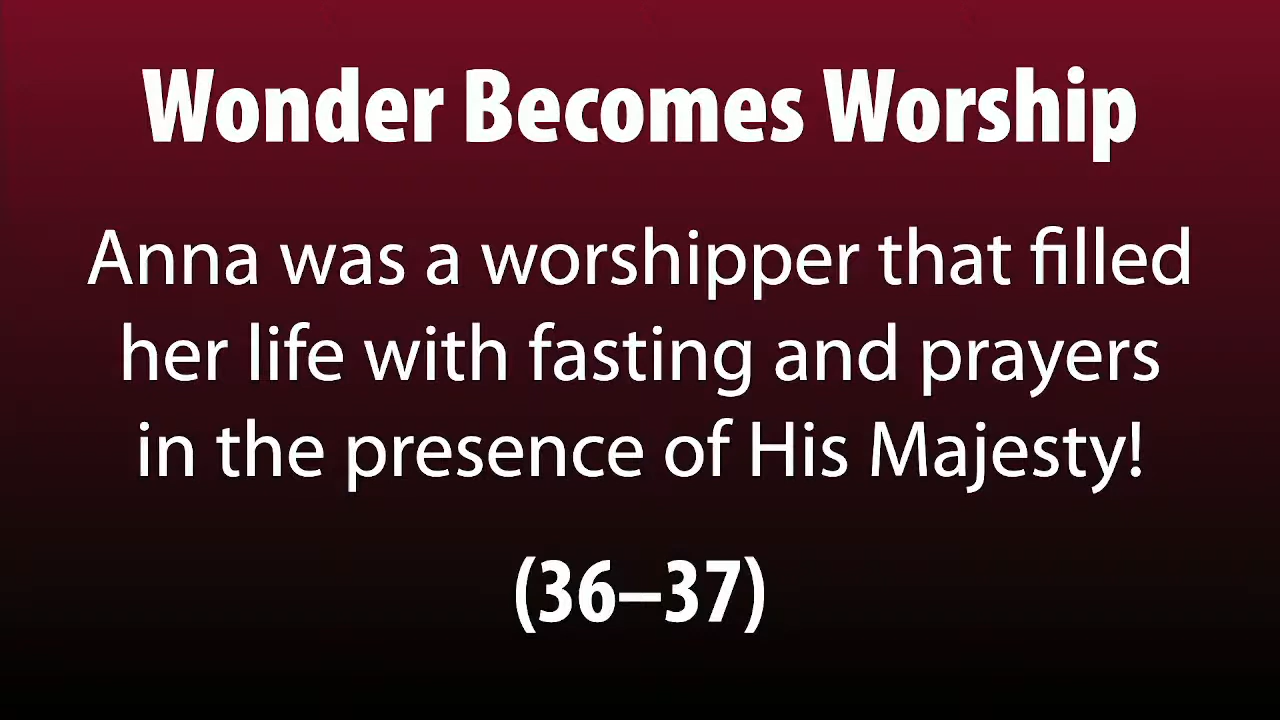 Wonder Becomes Worship
Anna was a worshipper that filled
her life with fasting and prayers
in the presence of His Majesty!
(36–37)